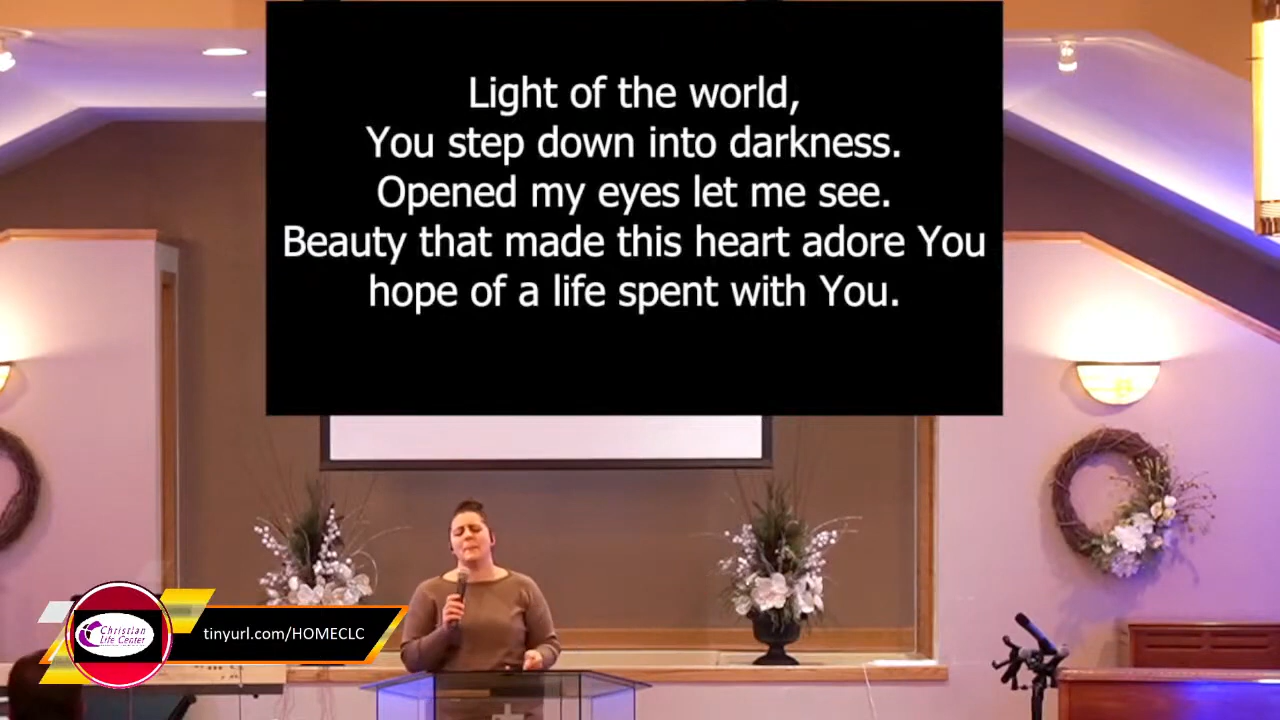 Light of the world,
You step down into darkness.
Opened my eyes let me see.
Beauty that made this heart adore You
hope of a life spent with You.
Christian
Life Center
tinyurl.com/HOMECLC